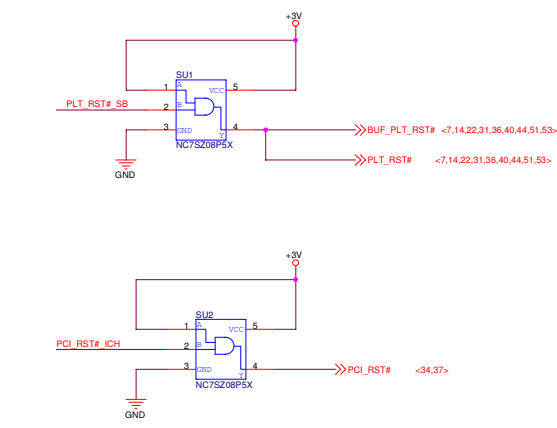 +3V
SU1
1 A VCC 5
PLT_RST#_SB 2 B
3 GND Y 4 BUF_PLT_RST# <7,14,22,31,36,40,44,51,53>
NC7SZ08P5X
PLT_RST# <7,14,22,31,36,40,44,51,53>
GND
+3V
SU2
1 A VCC 5
PCI_RST#_ICH 2 B
3 GND Y 4 PCI_RST# <34,37>
NC7SZ08P5X
GND